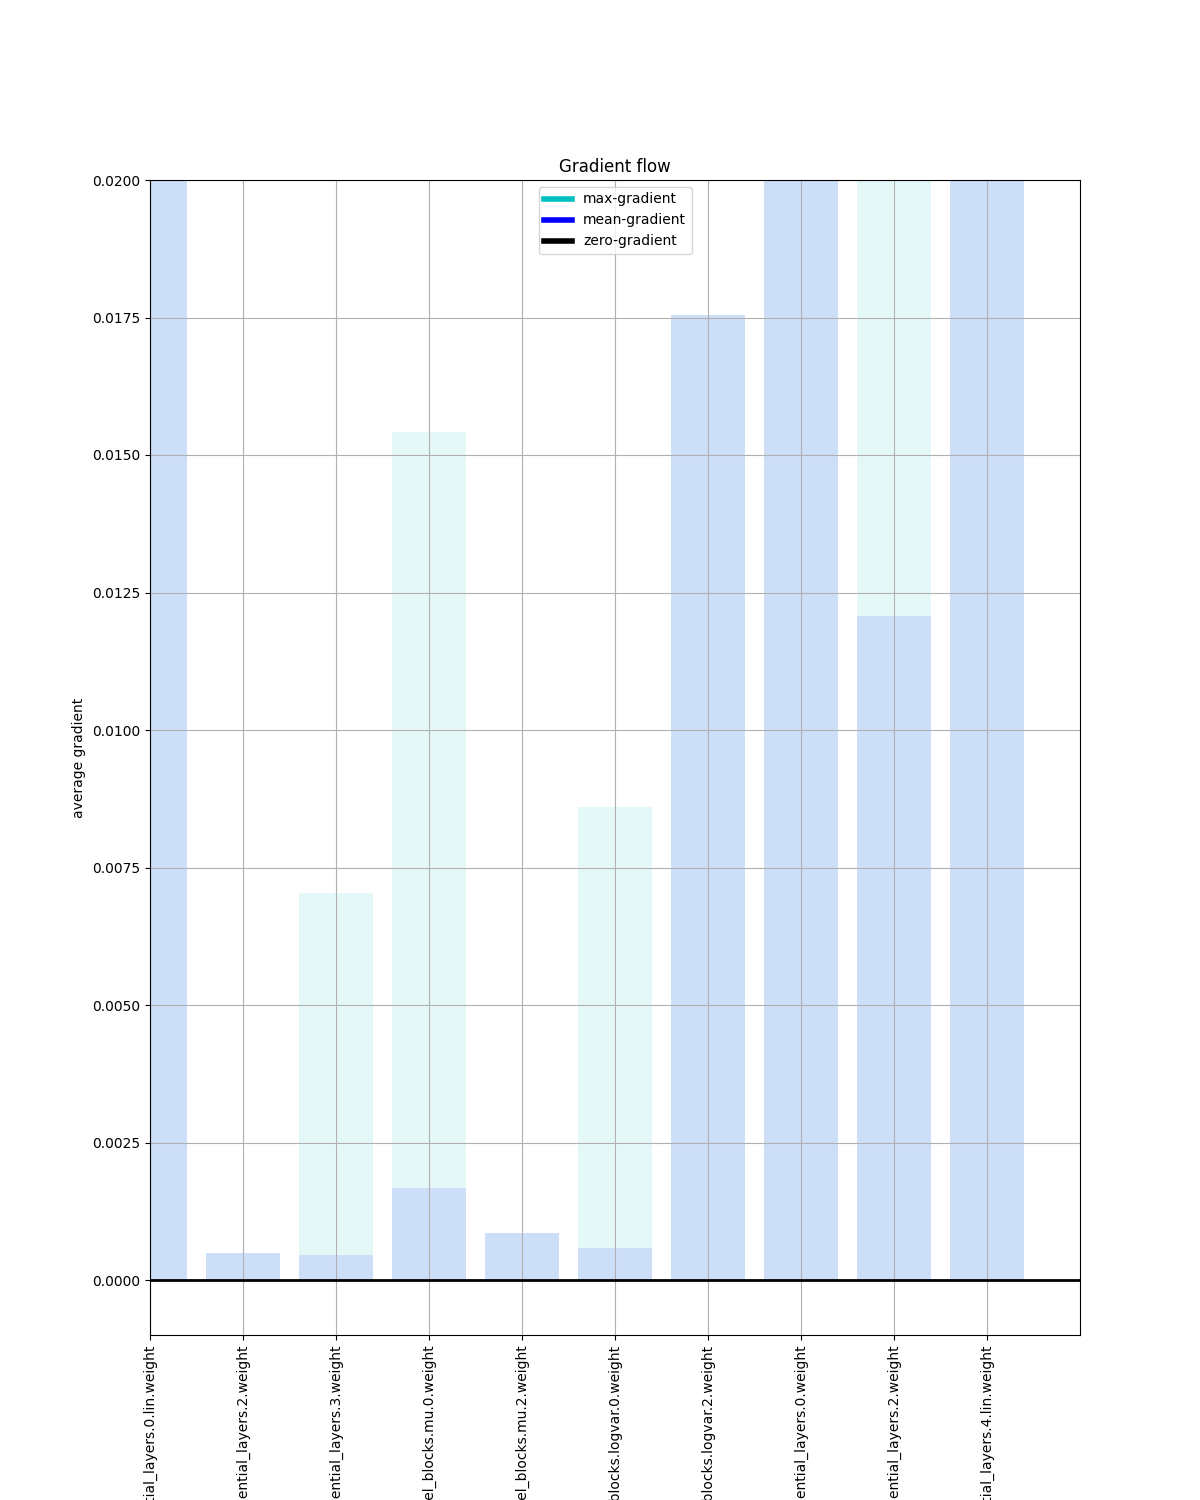 Gradient flow
max-gradient
mean-gradient
zero-gradient
0.0200
0.0175
0.0150
0.0125
0.0100
0.0075
0.0050
0.0025
0.0000
average gradient
tial_layers.0.lin.weight
ential_layers.2.weight
ential_layers.3.weight
el_blocks.mu.0.weight
el_blocks.mu.2.weight
blocks.logvar.0.weight
blocks.logvar.2.weight
ential_layers.0.weight
ential_layers.2.weight
tial_layers.4.lin.weight